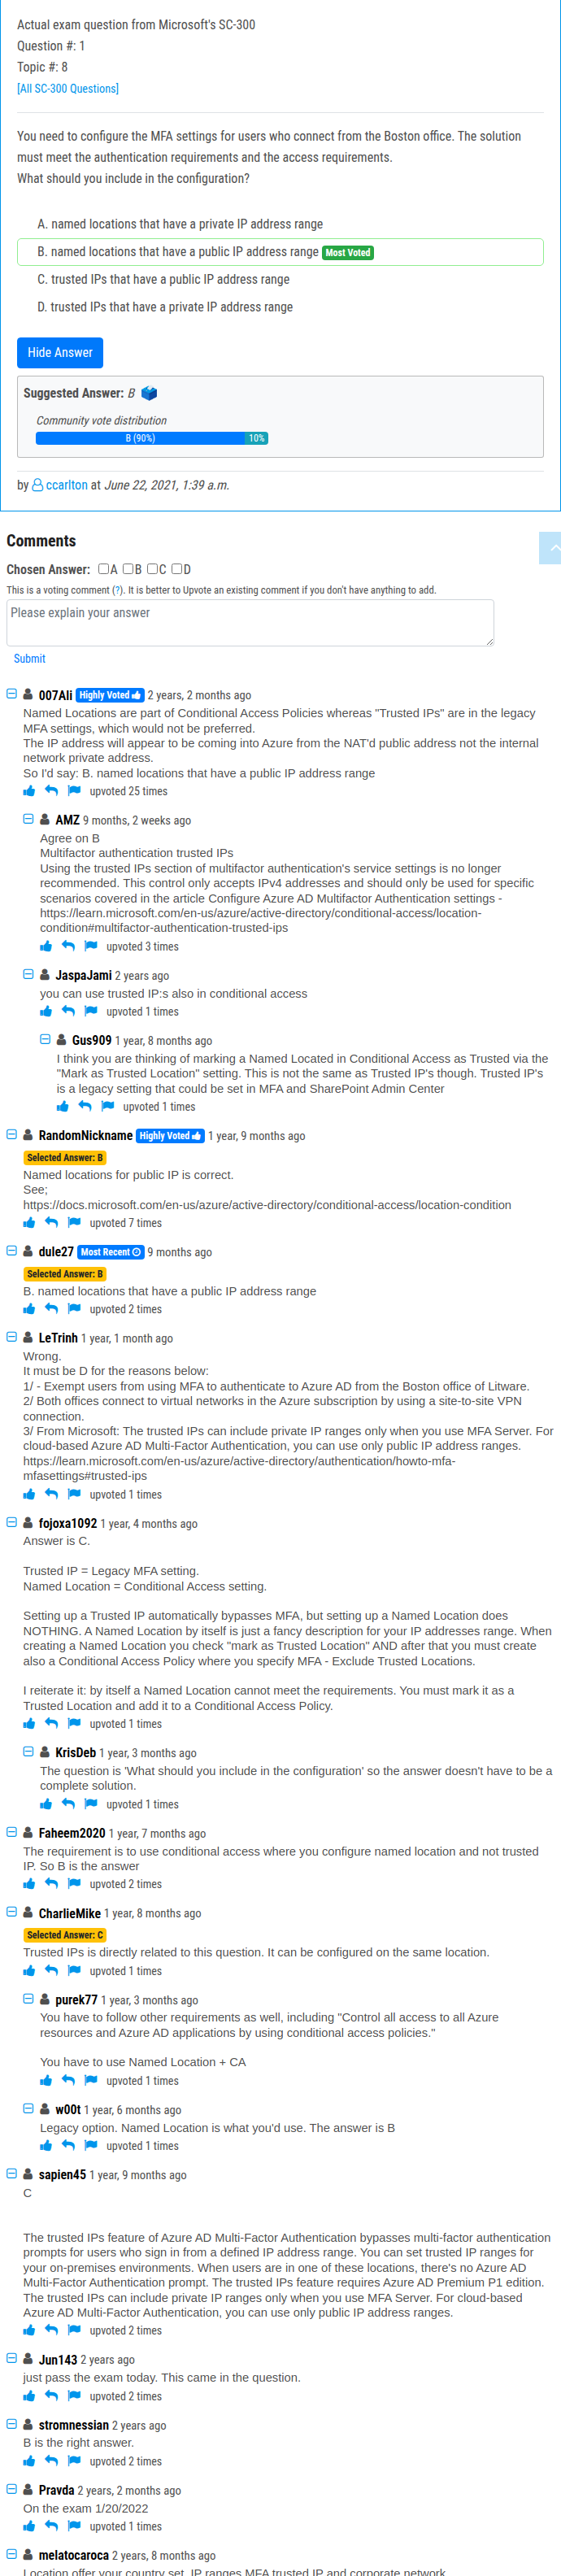 Actual exam question from Microsoft's SC-300
Question #: 1
Topic #: 8
[All SC-300 Questions]
You need to configure the MFA settings for users who connect from the Boston office. The solution
must meet the authentication requirements and the access requirements.
What should you include in the configuration?
A. named locations that have a private IP address range
B. named locations that have a public IP address range Most Voted
C. trusted IPs that have a public IP address range
D. trusted IPs that have a private IP address range
Hide Answer
Suggested Answer: B
Community vote distribution
B (90%) 10%
by ccarlton at June 22, 2021, 1:39 a.m.
Comments
Chosen Answer: A B C D
This is a voting comment (?). It is better to Upvote an existing comment if you don't have anything to add.
Please explain your answer
Submit
007Ali Highly Voted 2 years, 2 months ago
Named Locations are part of Conditional Access Policies whereas "Trusted IPs" are in the legacy
MFA settings, which would not be preferred.
The IP address will appear to be coming into Azure from the NAT'd public address not the internal
network private address.
So I'd say: B. named locations that have a public IP address range
upvoted 25 times
AMZ 9 months, 2 weeks ago
Agree on B
Multifactor authentication trusted IPs
Using the trusted IPs section of multifactor authentication's service settings is no longer
recommended. This control only accepts IPv4 addresses and should only be used for specific
scenarios covered in the article Configure Azure AD Multifactor Authentication settings -
https://learn.microsoft.com/en-us/azure/active-directory/conditional-access/location-
condition#multifactor-authentication-trusted-ips
upvoted 3 times
JaspaJami 2 years ago
you can use trusted IP:s also in conditional access
upvoted 1 times
Gus909 1 year, 8 months ago
I think you are thinking of marking a Named Located in Conditional Access as Trusted via the
"Mark as Trusted Location" setting. This is not the same as Trusted IP's though. Trusted IP's
is a legacy setting that could be set in MFA and SharePoint Admin Center
upvoted 1 times
RandomNickname Highly Voted 1 year, 9 months ago
Selected Answer: B
Named locations for public IP is correct.
See;
https://docs.microsoft.com/en-us/azure/active-directory/conditional-access/location-condition
upvoted 7 times
dule27 Most Recent 9 months ago
Selected Answer: B
B. named locations that have a public IP address range
upvoted 2 times
LeTrinh 1 year, 1 month ago
Wrong.
It must be D for the reasons below:
1/ - Exempt users from using MFA to authenticate to Azure AD from the Boston office of Litware.
2/ Both offices connect to virtual networks in the Azure subscription by using a site-to-site VPN
connection.
3/ From Microsoft: The trusted IPs can include private IP ranges only when you use MFA Server. For
cloud-based Azure AD Multi-Factor Authentication, you can use only public IP address ranges.
https://learn.microsoft.com/en-us/azure/active-directory/authentication/howto-mfa-
mfasettings#trusted-ips
upvoted 1 times
fojoxa1092 1 year, 4 months ago
Answer is C.
Trusted IP = Legacy MFA setting.
Named Location = Conditional Access setting.
Setting up a Trusted IP automatically bypasses MFA, but setting up a Named Location does
NOTHING. A Named Location by itself is just a fancy description for your IP addresses range. When
creating a Named Location you check "mark as Trusted Location" AND after that you must create
also a Conditional Access Policy where you specify MFA - Exclude Trusted Locations.
I reiterate it: by itself a Named Location cannot meet the requirements. You must mark it as a
Trusted Location and add it to a Conditional Access Policy.
upvoted 1 times
KrisDeb 1 year, 3 months ago
The question is 'What should you include in the configuration' so the answer doesn't have to be a
complete solution.
upvoted 1 times
Faheem2020 1 year, 7 months ago
The requirement is to use conditional access where you configure named location and not trusted
IP. So B is the answer
upvoted 2 times
CharlieMike 1 year, 8 months ago
Selected Answer: C
Trusted IPs is directly related to this question. It can be configured on the same location.
upvoted 1 times
purek77 1 year, 3 months ago
You have to follow other requirements as well, including "Control all access to all Azure
resources and Azure AD applications by using conditional access policies."
You have to use Named Location + CA
upvoted 1 times
w00t 1 year, 6 months ago
Legacy option. Named Location is what you'd use. The answer is B
upvoted 1 times
sapien45 1 year, 9 months ago
C
The trusted IPs feature of Azure AD Multi-Factor Authentication bypasses multi-factor authentication
prompts for users who sign in from a defined IP address range. You can set trusted IP ranges for
your on-premises environments. When users are in one of these locations, there's no Azure AD
Multi-Factor Authentication prompt. The trusted IPs feature requires Azure AD Premium P1 edition.
The trusted IPs can include private IP ranges only when you use MFA Server. For cloud-based
Azure AD Multi-Factor Authentication, you can use only public IP address ranges.
upvoted 2 times
Jun143 2 years ago
just pass the exam today. This came in the question.
upvoted 2 times
stromnessian 2 years ago
B is the right answer.
upvoted 2 times
Pravda 2 years, 2 months ago
On the exam 1/20/2022
upvoted 1 times
melatocaroca 2 years, 8 months ago
Location offer your country set, IP ranges MFA trusted IP and corporate network